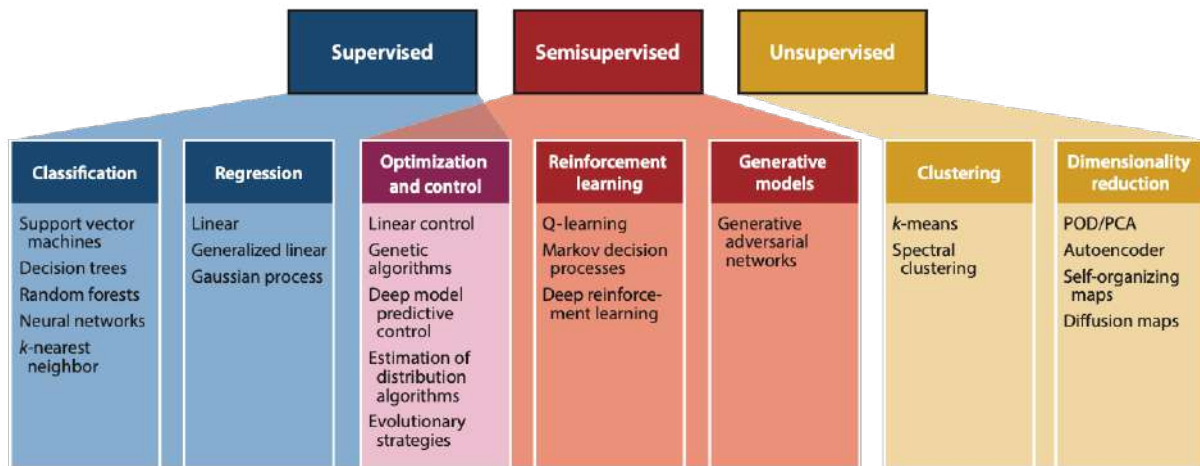 Supervised
Semisupervised
Unsupervised
Classification
Support vector
machines
Decision trees
Random forests
Neural networks
k-nearest
neighbor
Regression
Linear
Generalized linear
Gaussian process
Optimization
and control
Linear control
Genetic
algorithms
Deep model
predictive
control
Estimation of
distribution
algorithms
Evolutionary
strategies
Reinforcement
learning
Q-learning
Markov decision
processes
Deep reinforce-
ment learning
Generative
models
Generative
adversarial
networks
Clustering
k-means
Spectral
clustering
Dimensionality
reduction
POD/PCA
Autoencoder
Self-organizing
maps
Diffusion maps